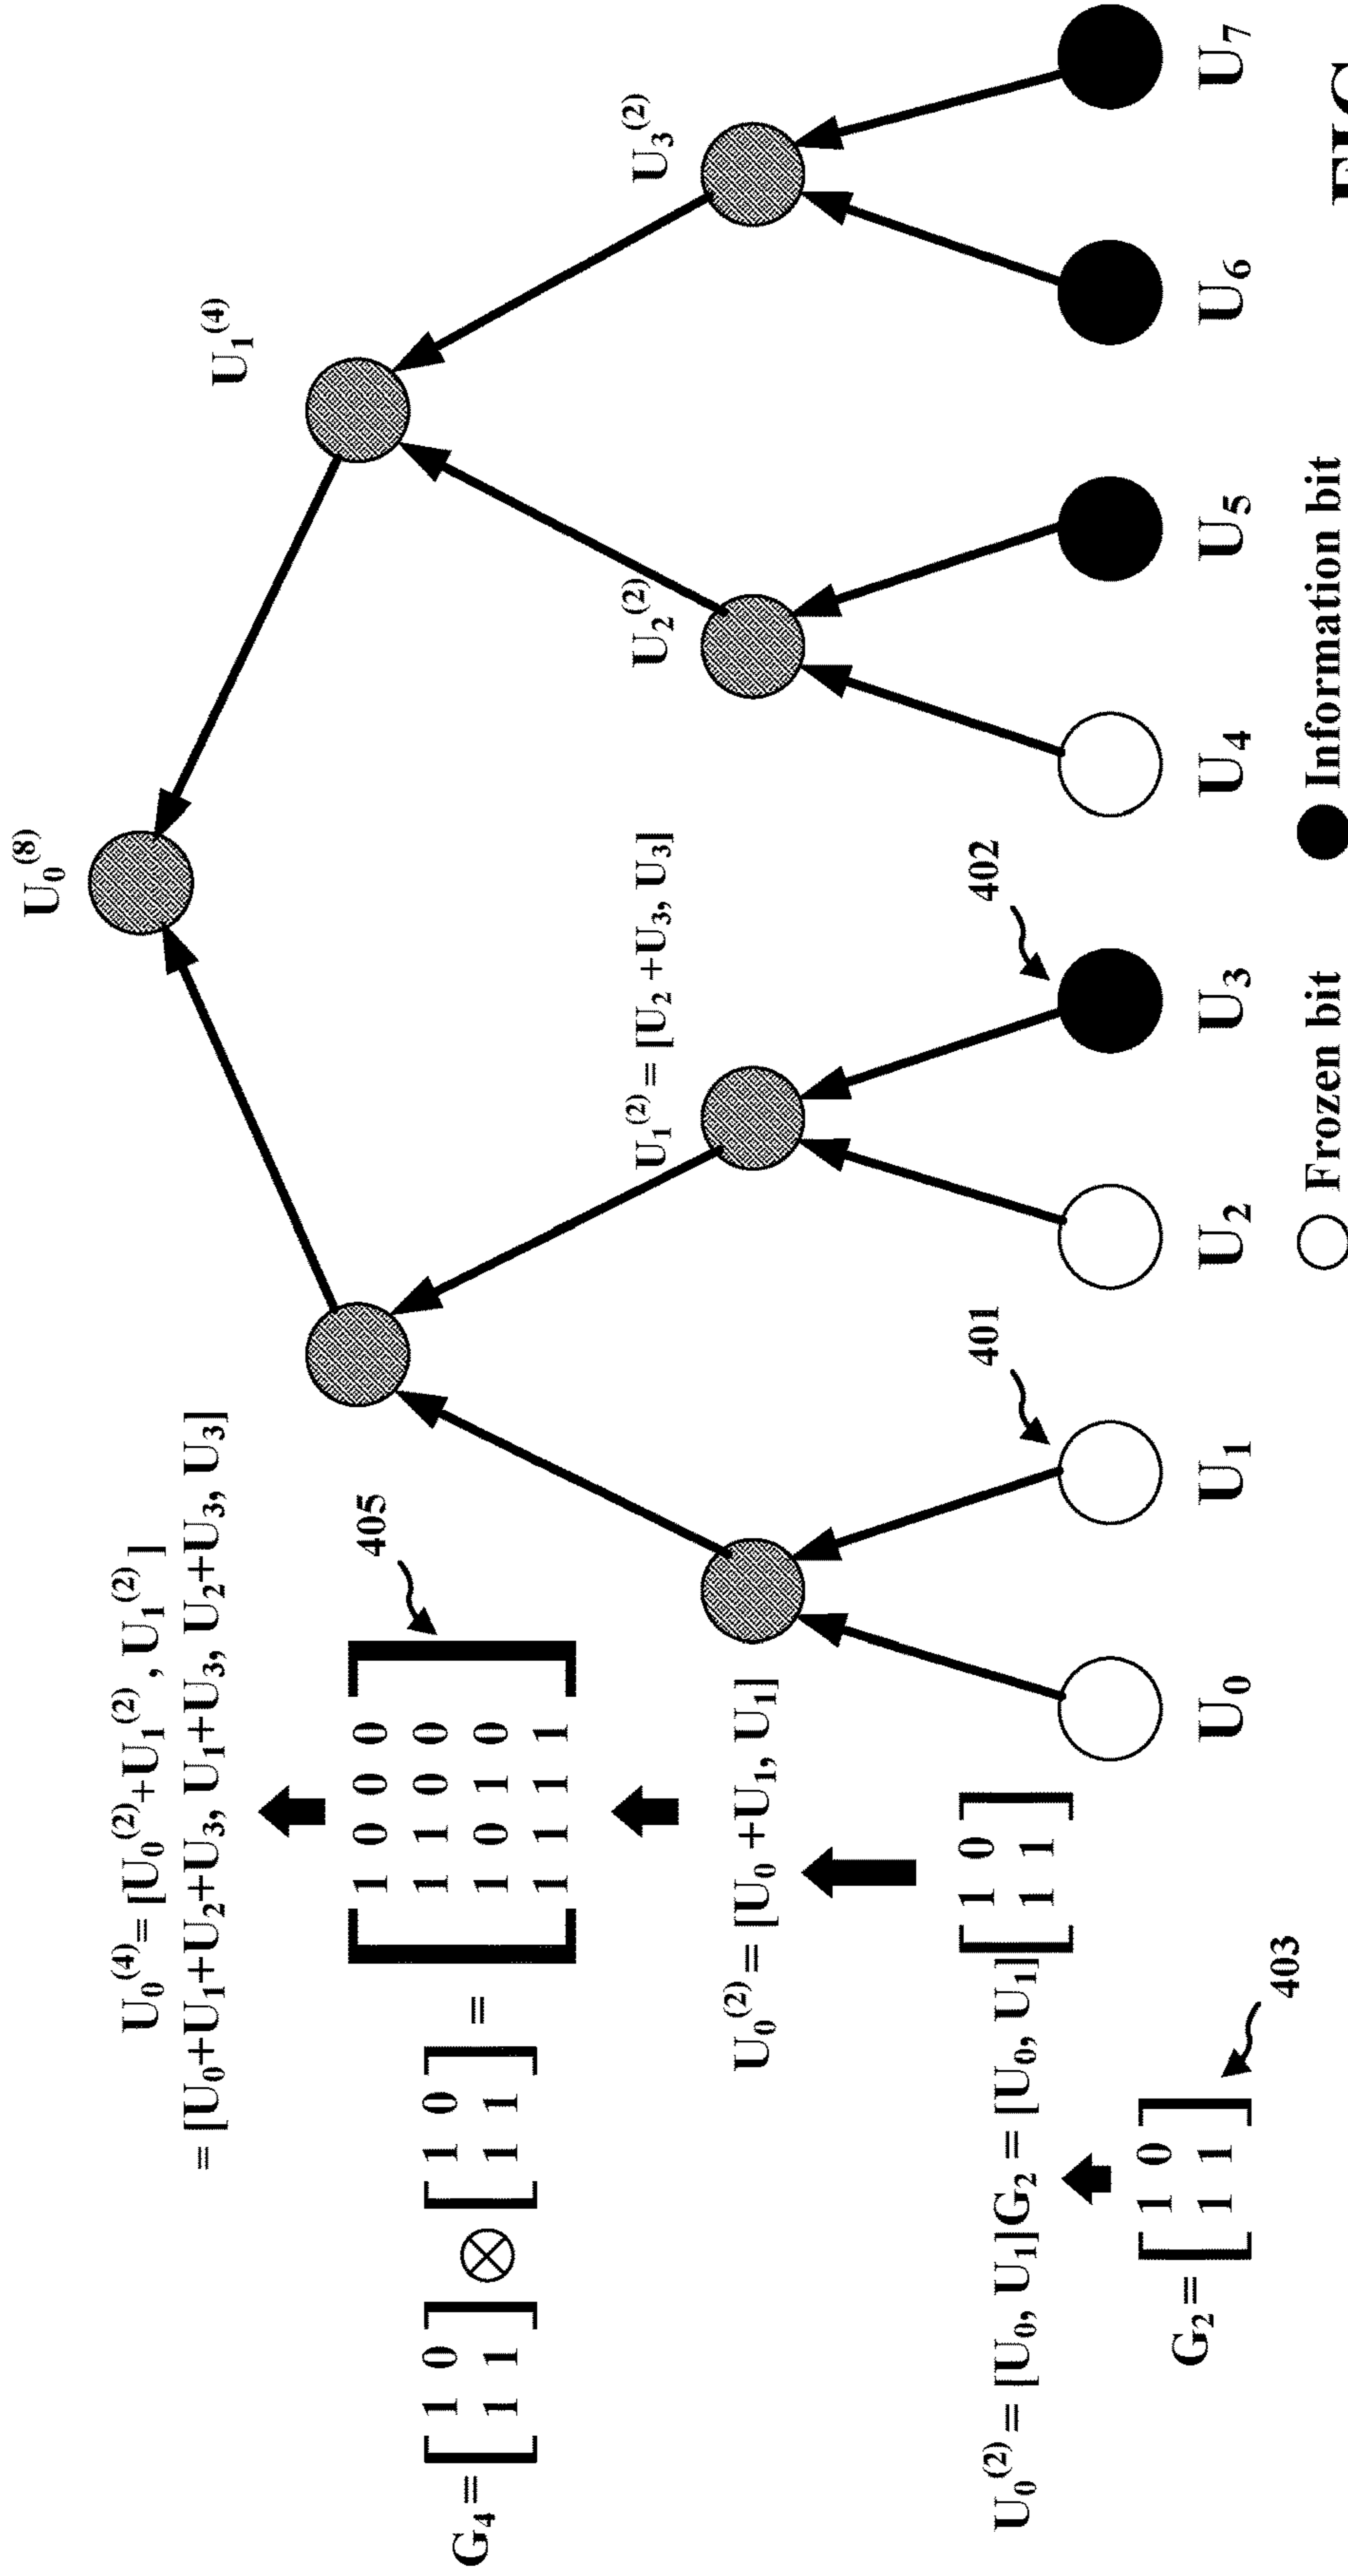 U₀⁽⁸⁾
U₀⁽⁴⁾ = [U₀⁽²⁾+U₁⁽²⁾, U₁⁽²⁾]
= [U₀+U₁+U₂+U₃, U₁+U₃, U₂+U₃, U₃]
U₁⁽⁴⁾
405
G₄ = [1 0 ⊗ [1 0 = [1 0 0 0
1 1] 1 1] 1 1 0 0
1 0 1 0
1 1 1 1]
U₁⁽²⁾ = [U₂ +U₃, U₃]
U₂⁽²⁾
U₃⁽²⁾
U₀⁽²⁾ = [U₀ +U₁, U₁]
401
402
U₀⁽²⁾ = [U₀, U₁]G₂ = [U₀, U₁] [1 0
1 1]
G₂ = [1 0
1 1]
403
U₀ U₁ U₂ U₃ U₄ U₅ U₆ U₇
Frozen bit Information bit